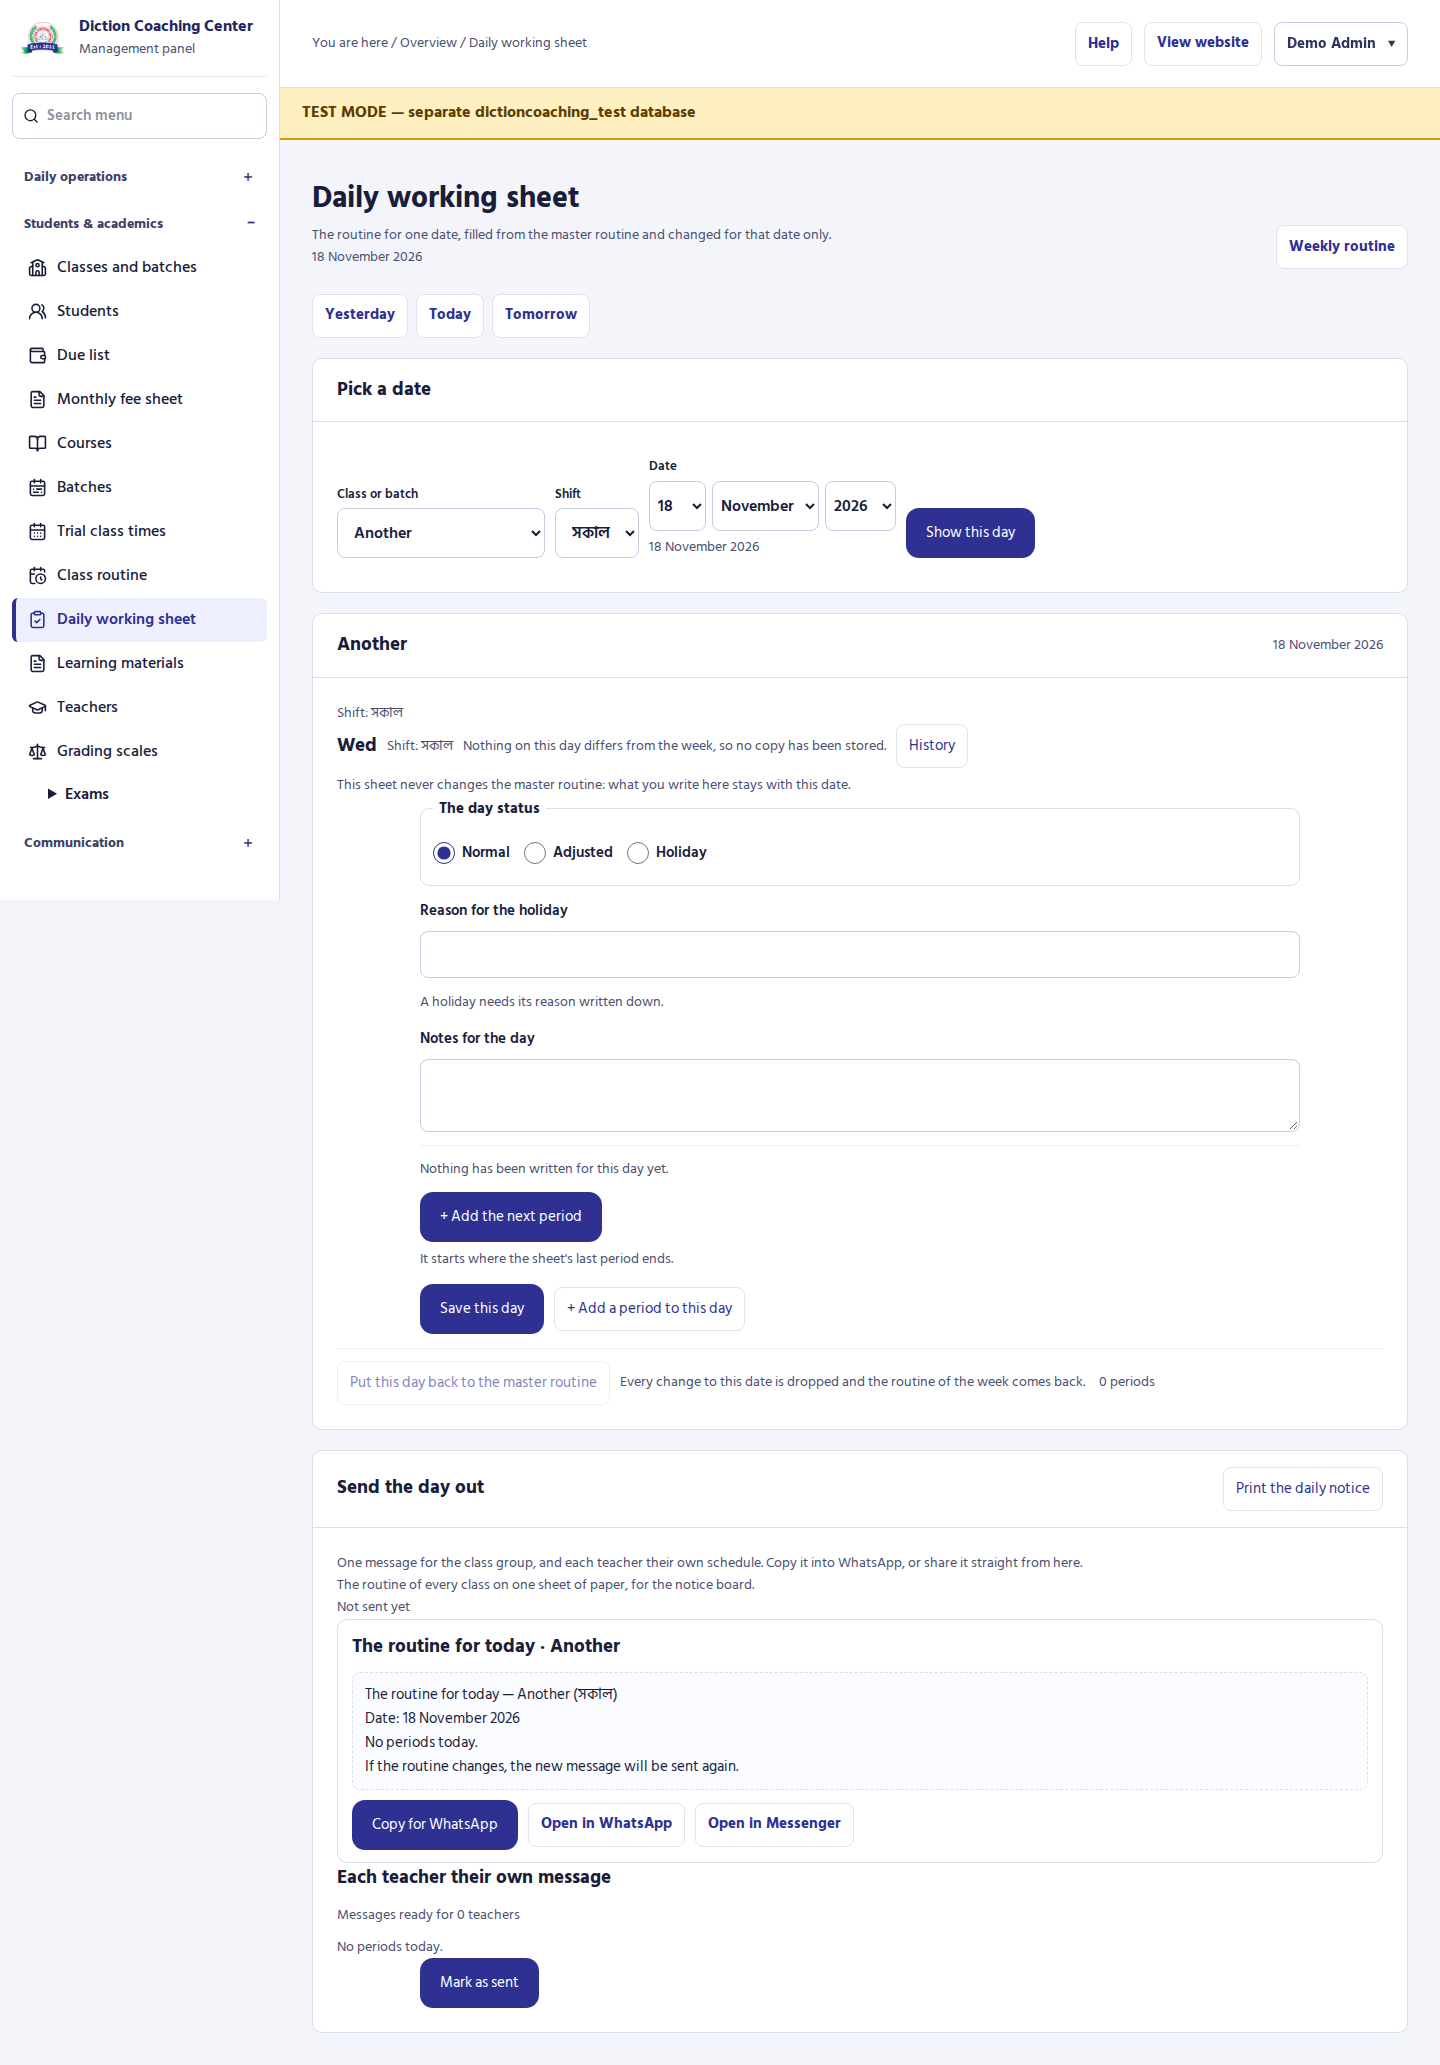 Diction Coaching Center
Management panel
Est : 2011
Search menu
Daily operations +
Students & academics −
Classes and batches
Students
Due list
Monthly fee sheet
Courses
Batches
Trial class times
Class routine
Daily working sheet
Learning materials
Teachers
Grading scales
Exams
Communication +
You are here / Overview / Daily working sheet
Help
View website
Demo Admin
TEST MODE — separate dictioncoaching_test database
Daily working sheet
The routine for one date, filled from the master routine and changed for that date only.
18 November 2026
Weekly routine
Yesterday Today Tomorrow
Pick a date
Class or batch
Another
Shift
সকাল
Date
18 November 2026
18 November 2026
Show this day
Another
18 November 2026
Shift: সকাল
Wed Shift: সকাল Nothing on this day differs from the week, so no copy has been stored. History
This sheet never changes the master routine: what you write here stays with this date.
The day status
Normal Adjusted Holiday
Reason for the holiday
A holiday needs its reason written down.
Notes for the day
Nothing has been written for this day yet.
+ Add the next period
It starts where the sheet's last period ends.
Save this day + Add a period to this day
Put this day back to the master routine Every change to this date is dropped and the routine of the week comes back. 0 periods
Send the day out
Print the daily notice
One message for the class group, and each teacher their own schedule. Copy it into WhatsApp, or share it straight from here.
The routine of every class on one sheet of paper, for the notice board.
Not sent yet
The routine for today · Another
The routine for today — Another (সকাল)
Date: 18 November 2026
No periods today.
If the routine changes, the new message will be sent again.
Copy for WhatsApp Open in WhatsApp Open in Messenger
Each teacher their own message
Messages ready for 0 teachers
No periods today.
Mark as sent